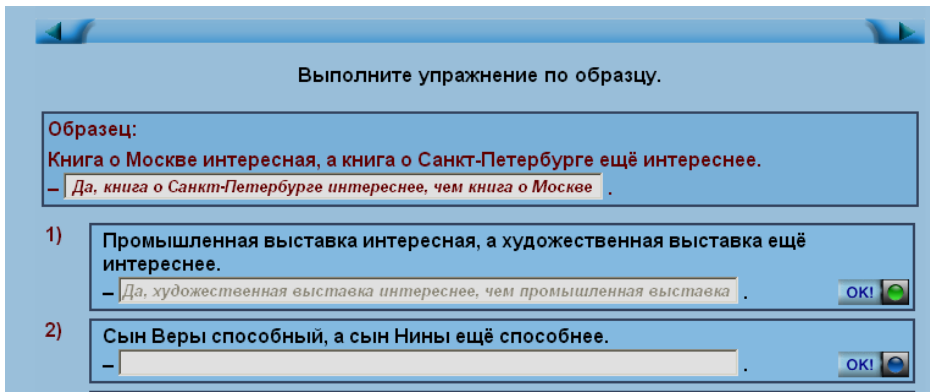 Выполните упражнение по образцу.
Образец:
Книга о Москве интересная, а книга о Санкт-Петербурге ещё интереснее.
– Да, книга о Санкт-Петербурге интереснее, чем книга о Москве .
1) Промышленная выставка интересная, а художественная выставка ещё
интереснее.
– Да, художественная выставка интереснее, чем промышленная выставка . OK!
2) Сын Веры способный, а сын Нины ещё способнее.
– . OK!